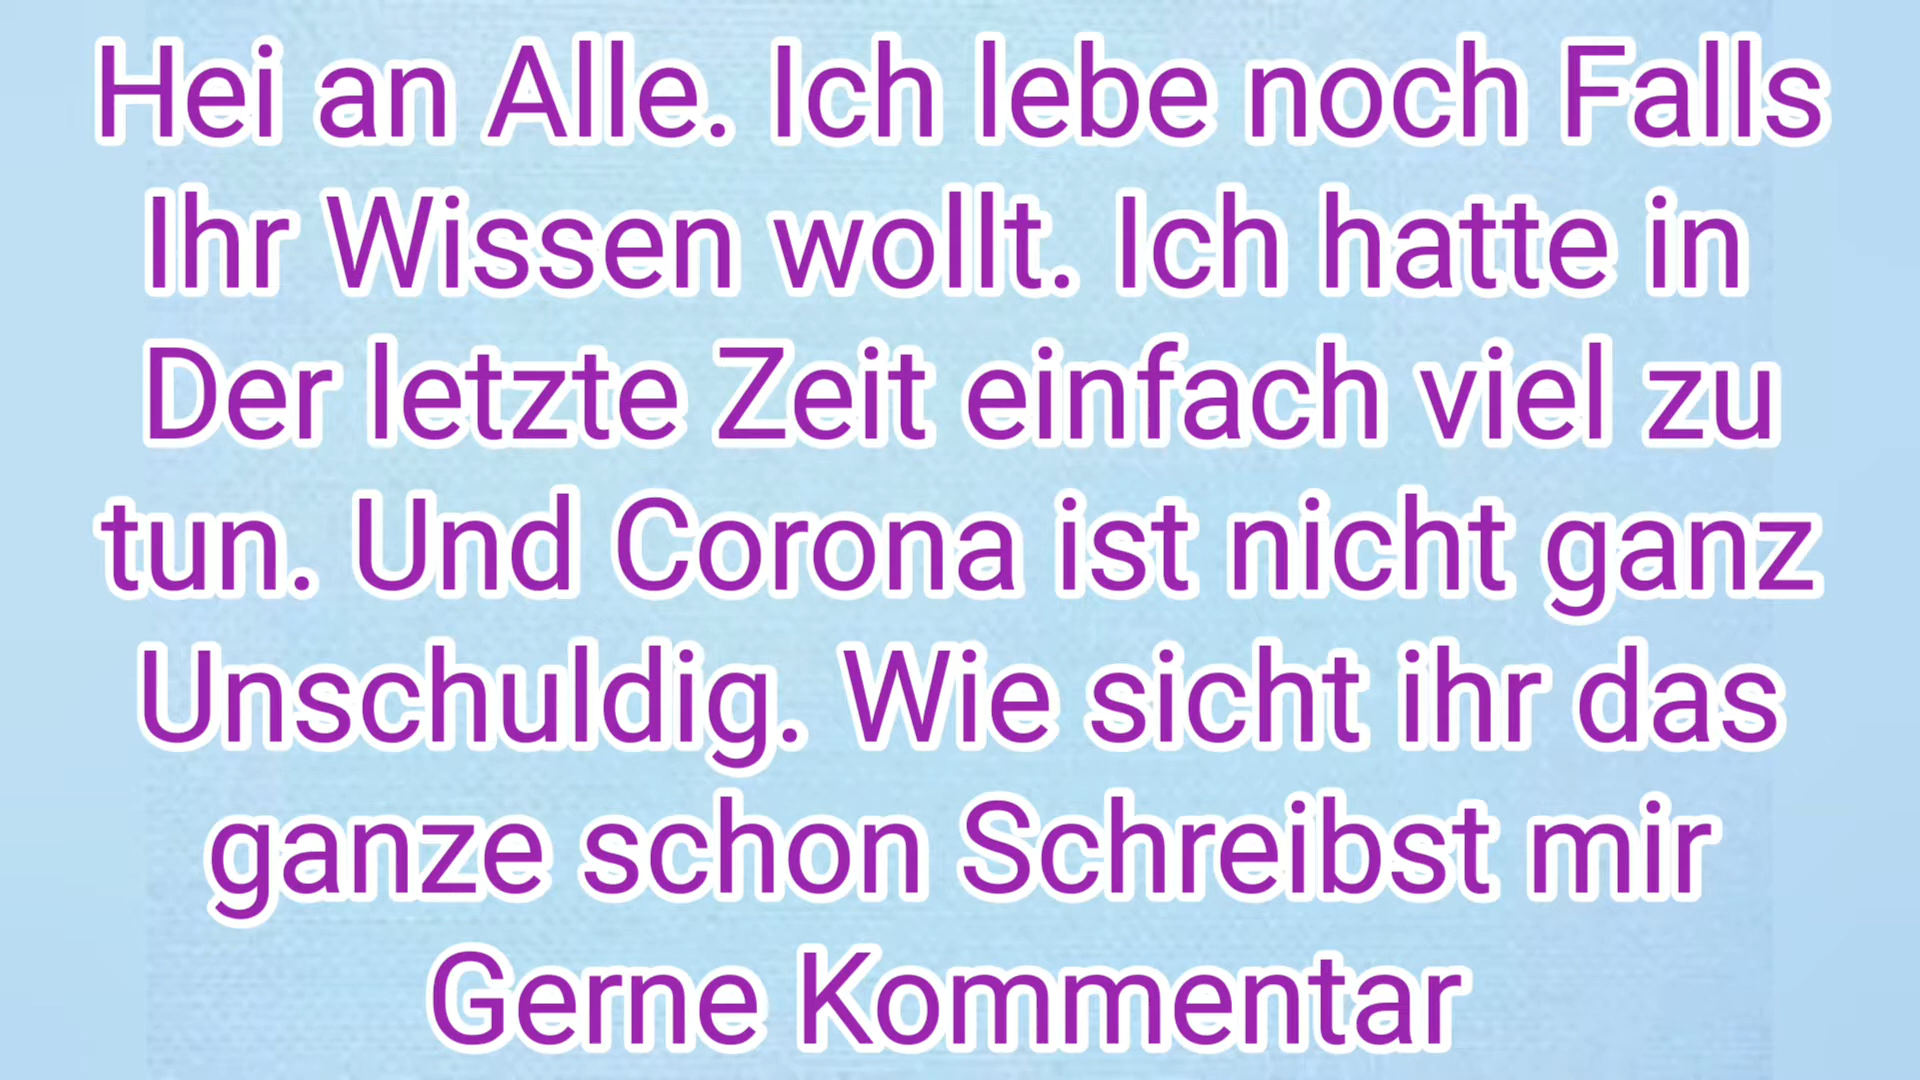 Hei an Alle. Ich lebe noch Falls
Ihr Wissen wollt. Ich hatte in
Der letzte Zeit einfach viel zu
tun. Und Corona ist nicht ganz
Unschuldig. Wie sicht ihr das
ganze schon Schreibst mir
Gerne Kommentar